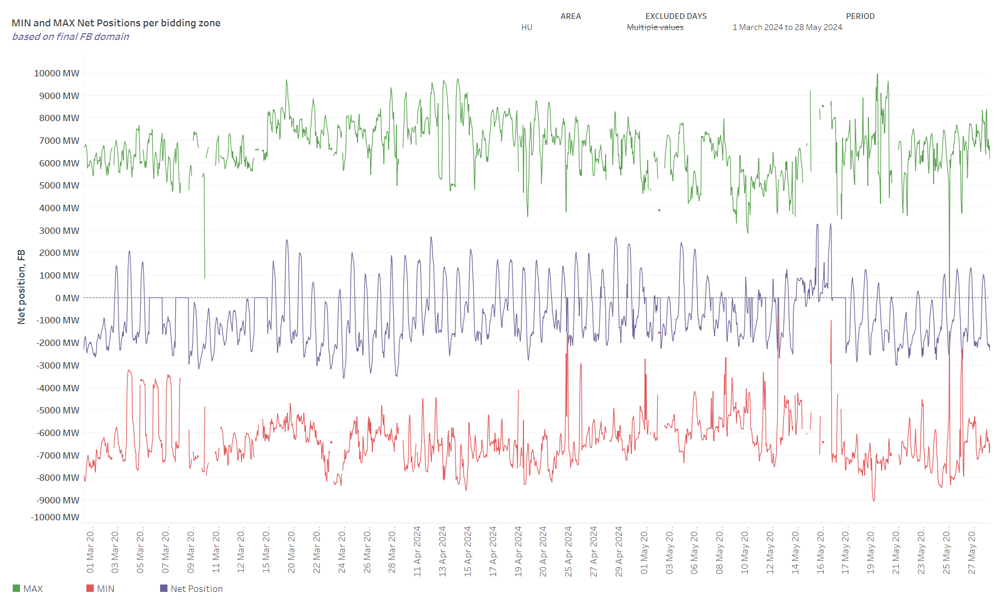 MIN and MAX Net Positions per bidding zone
based on final FB domain
AREA
HU
EXCLUDED DAYS
Multiple values
PERIOD
1 March 2024 to 28 May 2024
Net position, FB
10000 MW
9000 MW
8000 MW
7000 MW
6000 MW
5000 MW
4000 MW
3000 MW
2000 MW
1000 MW
0 MW
-1000 MW
-2000 MW
-3000 MW
-4000 MW
-5000 MW
-6000 MW
-7000 MW
-8000 MW
-9000 MW
-10000 MW
01 Mar 20..
03 Mar 20..
05 Mar 20..
07 Mar 20..
09 Mar 20..
11 Mar 20..
12 Mar 20..
15 Mar 20..
20 Mar 20..
22 Mar 20..
24 Mar 20..
26 Mar 20..
28 Mar 20..
11 Apr 2024
13 Apr 2024
15 Apr 2024
17 Apr 2024
19 Apr 2024
20 Apr 2024
25 Apr 2024
27 Apr 2024
29 Apr 2024
01 May 20..
03 May 20..
06 May 20..
08 May 20..
10 May 20..
12 May 20..
14 May 20..
16 May 20..
17 May 20..
19 May 20..
21 May 20..
23 May 20..
25 May 20..
27 May 20..
MAX
MIN
Net Position